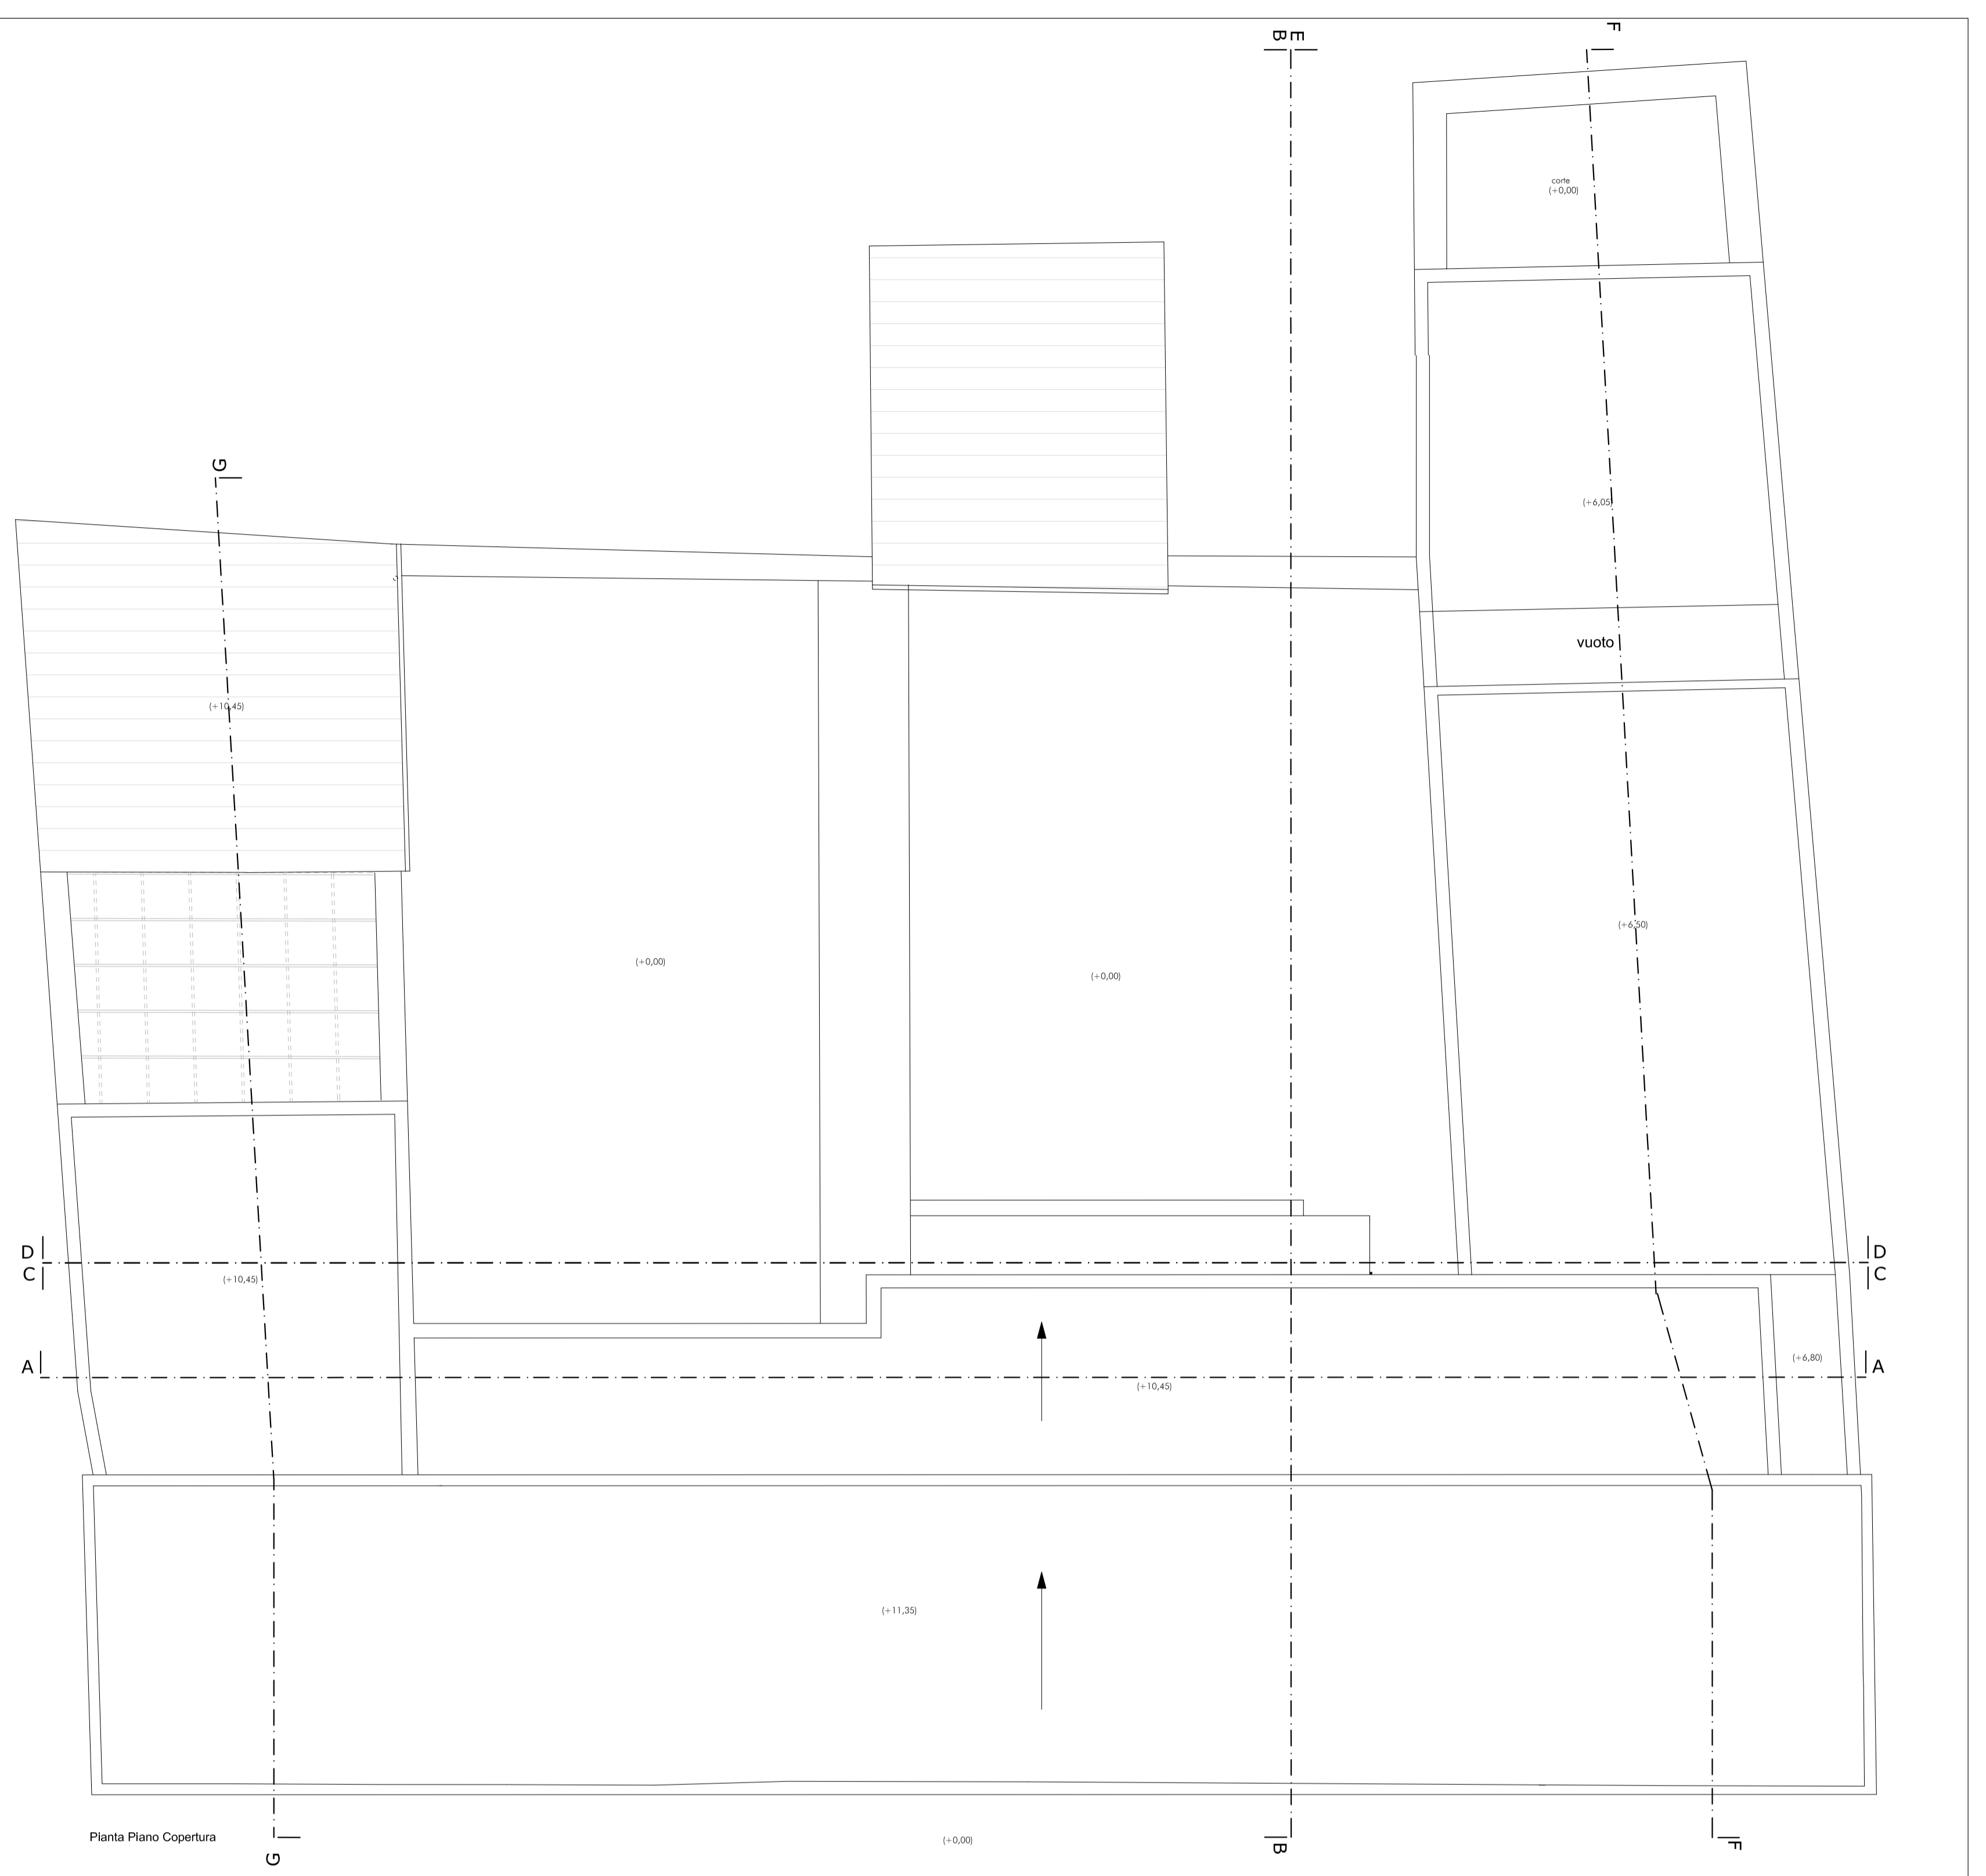 B E
F
corte
(+0,00)
G
(+6,05)
vuoto
(+10,45)
(+6,50)
(+0,00)
(+0,00)
D
D
C
C
(+10,45)
A
(+6,80)
A
(+10,45)
(+11,35)
Pianta Piano Copertura
(+0,00)
B
F
G